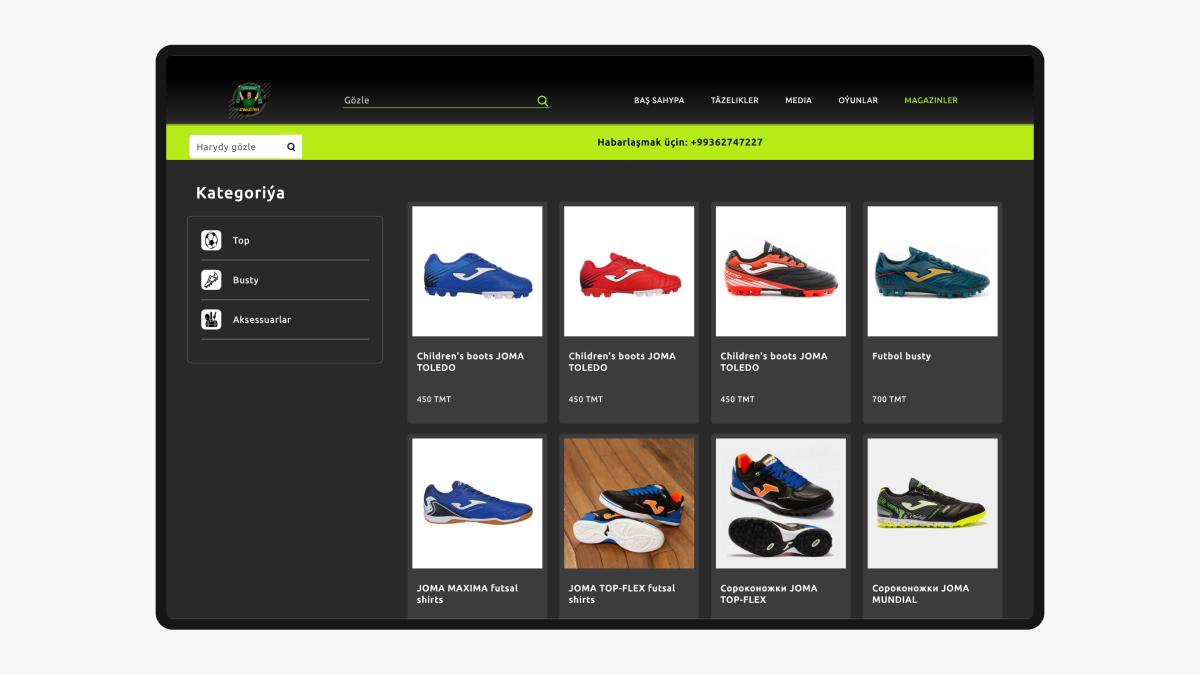 Gözle
BAŞ SAHYPA
TÄZELIKLER
MEDIA
OÝUNLAR
MAGAZINLER
Harydy gözle
Habarlaşmak üçin: +99362747227
Kategoriýa
Top
Busty
Aksessuarlar
Children's boots JOMA
TOLEDO
450 TMT
Children's boots JOMA
TOLEDO
450 TMT
Children's boots JOMA
TOLEDO
450 TMT
Futbol busty
700 TMT
JOMA MAXIMA futsal
shirts
JOMA TOP-FLEX futsal
shirts
Сороконожки JOMA
TOP-FLEX
Сороконожки JOMA
MUNDIAL